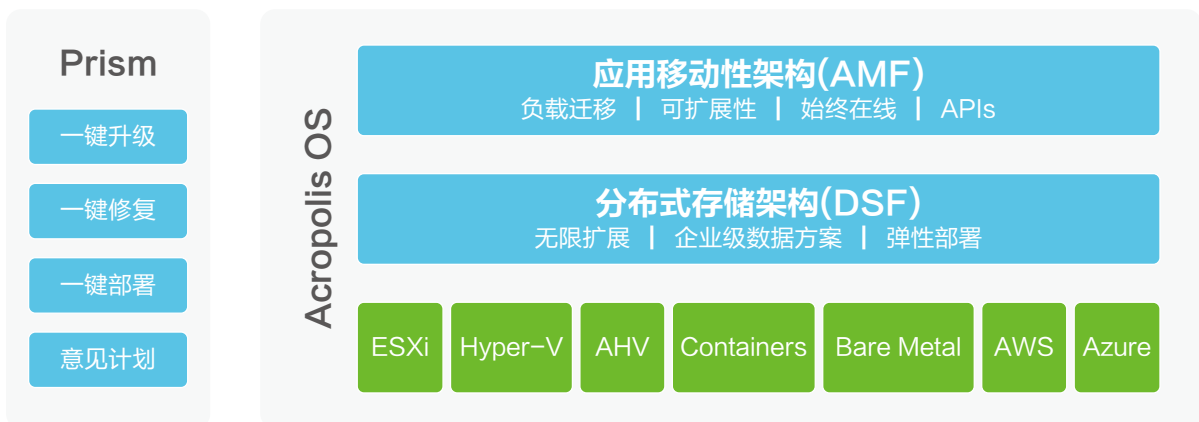 Prism
一键升级
一键修复
一键部署
意见计划
Acropolis OS
应用移动性架构(AMF)
负载迁移 | 可扩展性 | 始终在线 | APIs
分布式存储架构(DSF)
无限扩展 | 企业级数据方案 | 弹性部署
ESXi Hyper-V AHV Containers Bare Metal AWS Azure